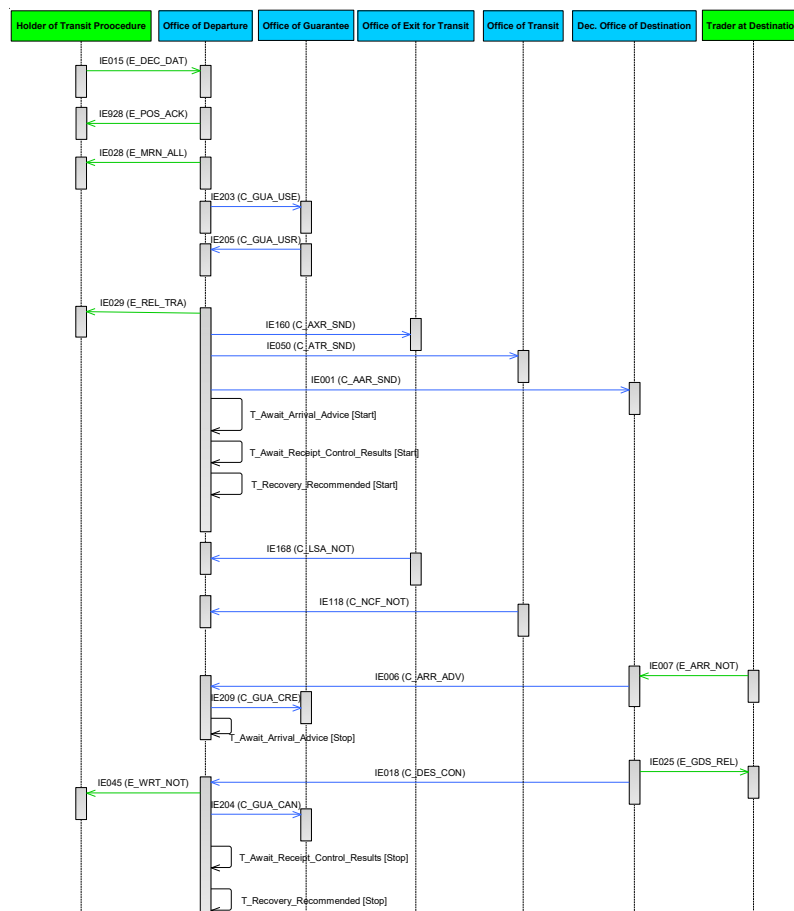 Holder of Transit Proocedure
Office of Departure
Office of Guarantee
Office of Exit for Transit
Office of Transit
Dec. Office of Destination
Trader at Destinatio
IE015 (E_DEC_DAT)
IE928 (E_POS_ACK)
IE028 (E_MRN_ALL)
IE203 (C_GUA_USE)
IE205 (C_GUA_USR)
IE029 (E_REL_TRA)
IE160 (C_AXR_SND)
IE050 (C_ATR_SND)
IE001 (C_AAR_SND)
T_Await_Arrival_Advice [Start]
T_Await_Receipt_Control_Results [Start]
T_Recovery_Recommended [Start]
IE168 (C_LSA_NOT)
IE118 (C_NCF_NOT)
IE007 (E_ARR_NOT)
IE006 (C_ARR_ADV)
IE209 (C_GUA_CRE)
T_Await_Arrival_Advice [Stop]
IE025 (E_GDS_REL)
IE018 (C_DES_CON)
IE045 (E_WRT_NOT)
IE204 (C_GUA_CAN)
T_Await_Receipt_Control_Results [Stop]
T_Recovery_Recommended [Stop]